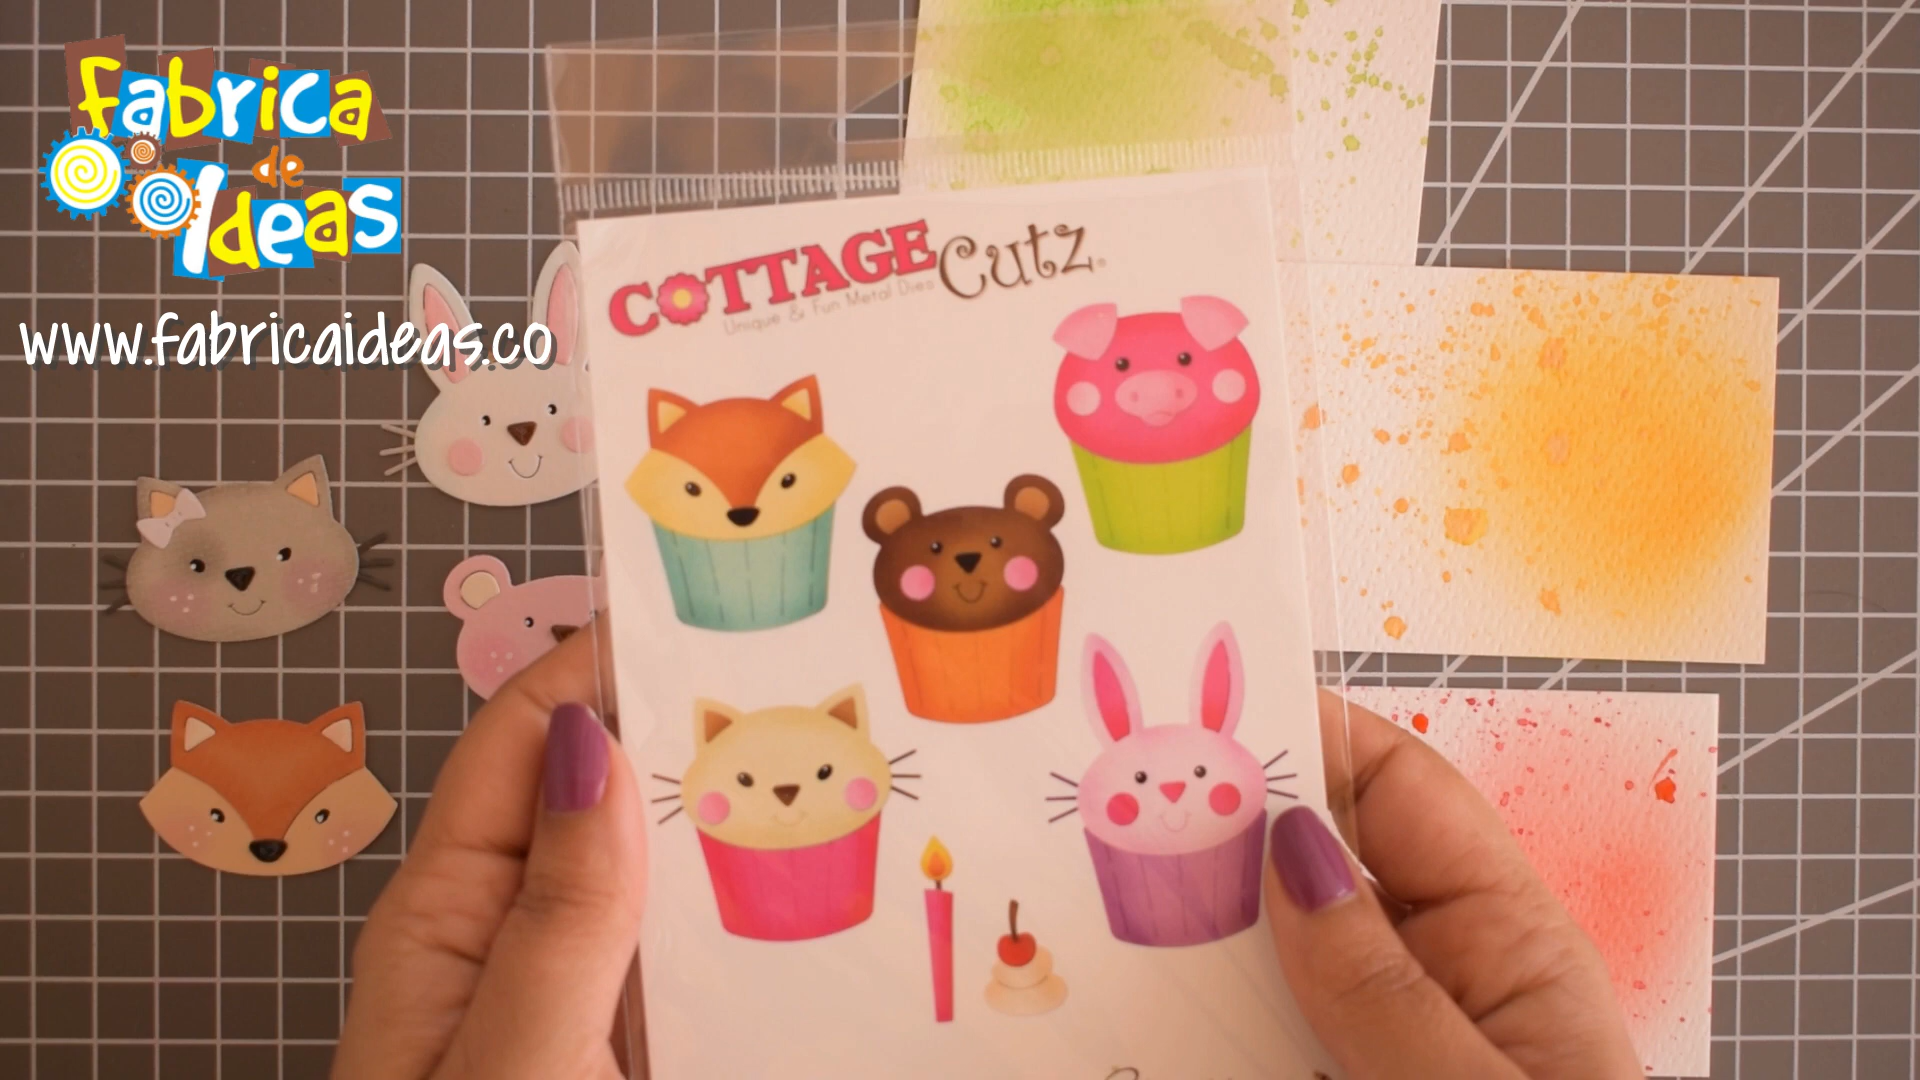 Fabrica
de
Ideas
www.fabricaideas.co
COTTAGE Cutz®
Unique & Fun Metal Dies